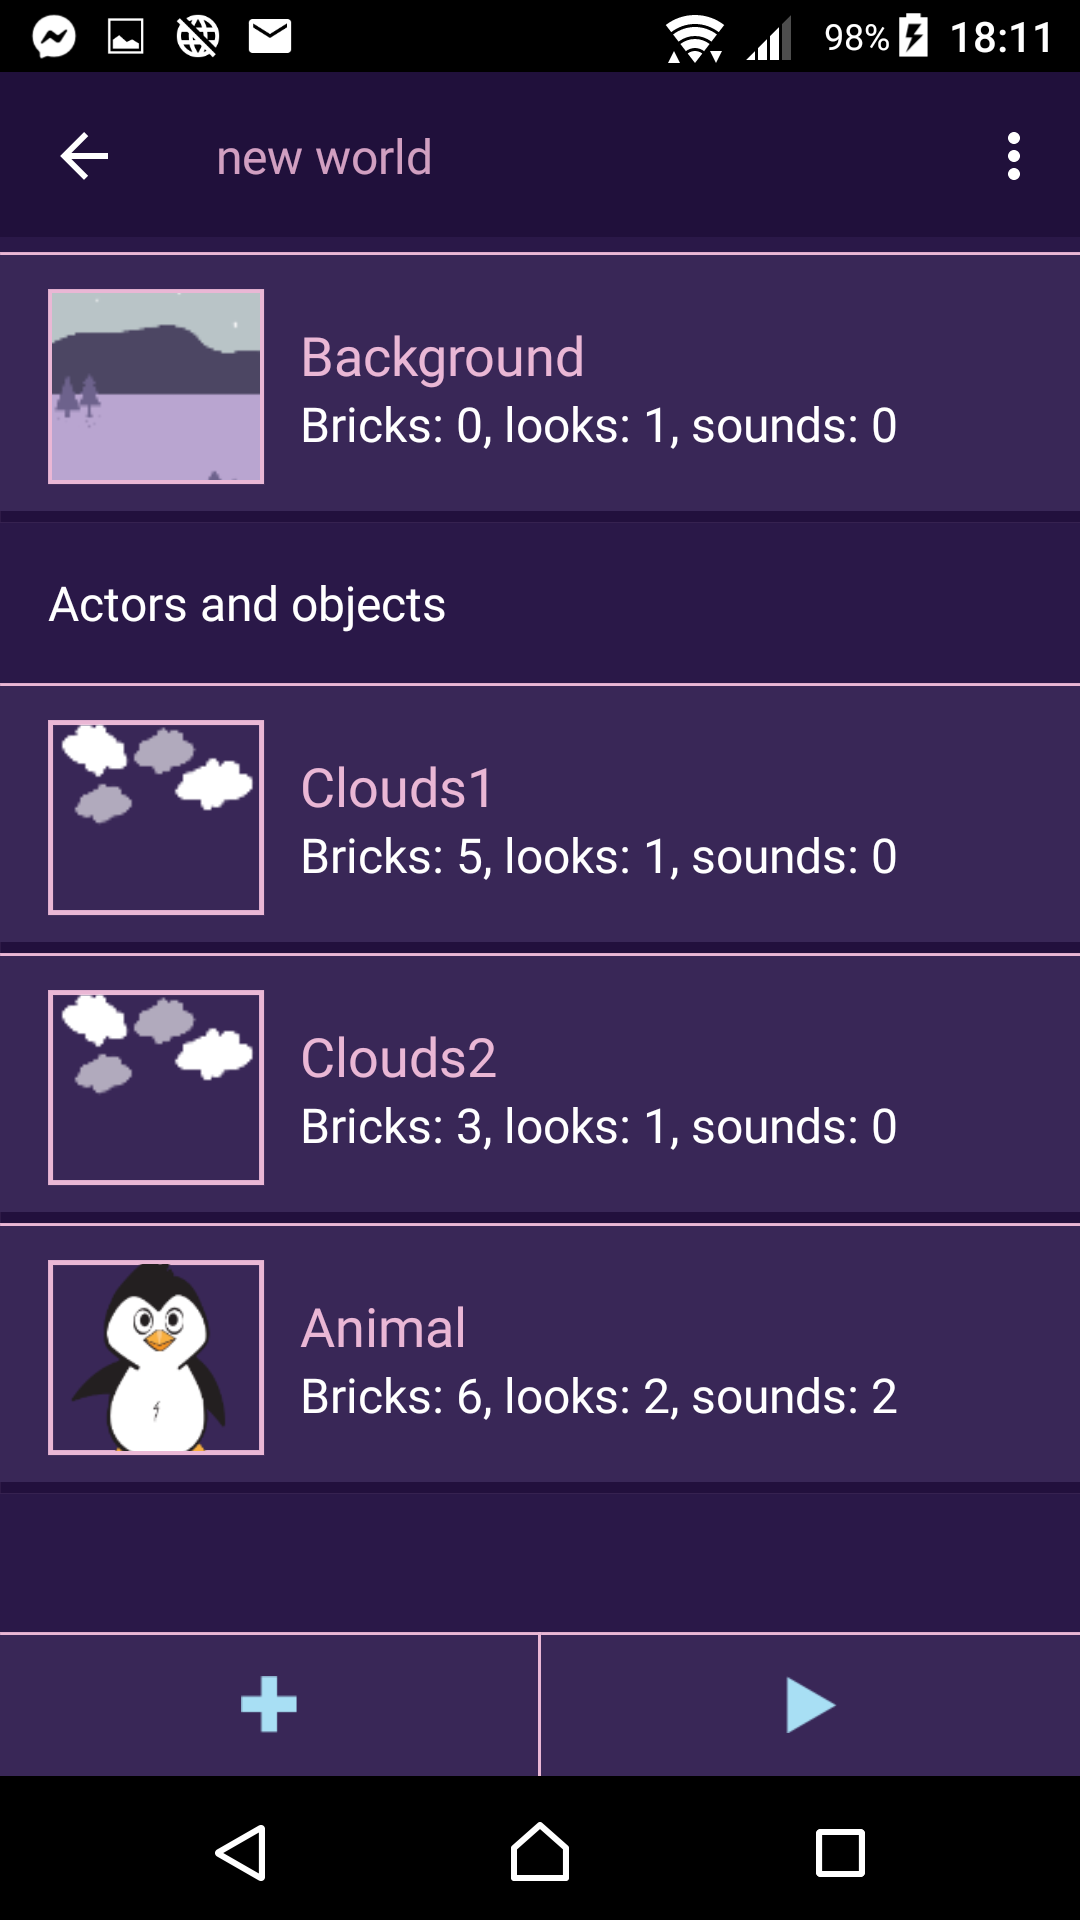 98% 18:11
new world
Background
Bricks: 0, looks: 1, sounds: 0
Actors and objects
Clouds1
Bricks: 5, looks: 1, sounds: 0
Clouds2
Bricks: 3, looks: 1, sounds: 0
Animal
Bricks: 6, looks: 2, sounds: 2